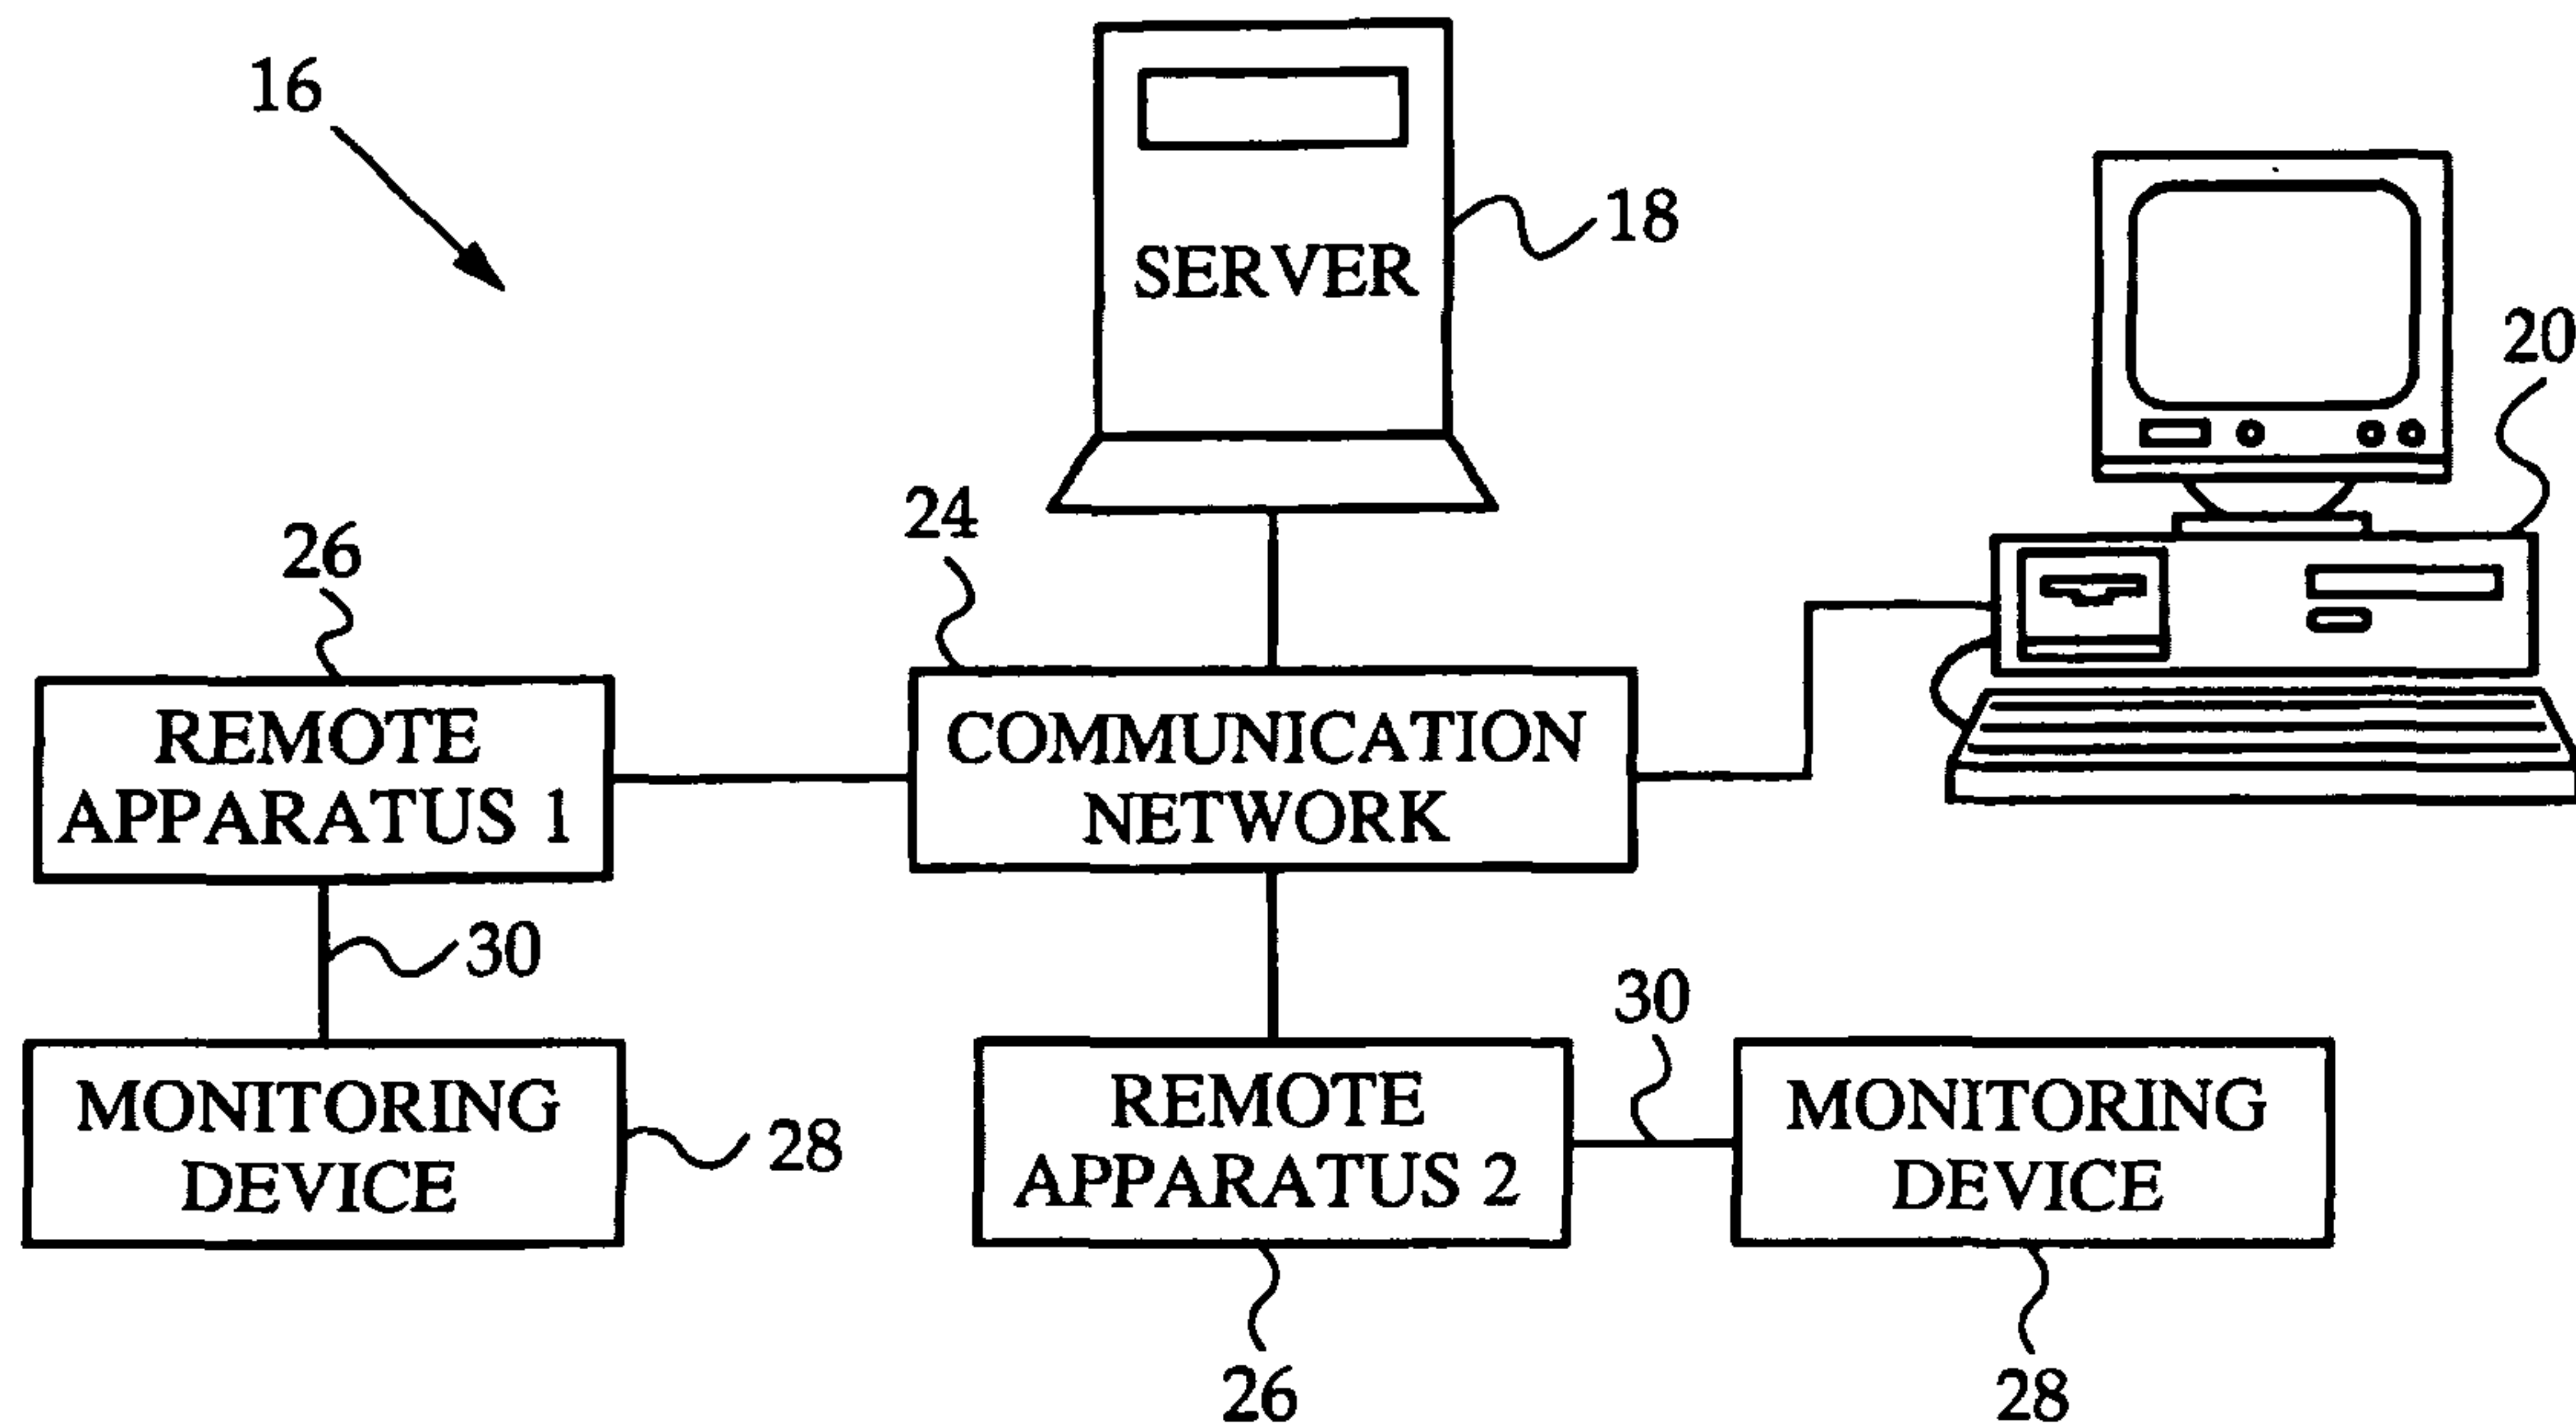 16
SERVER
18
20
24
26
REMOTE
APPARATUS 1
COMMUNICATION
NETWORK
30
30
MONITORING
DEVICE
28
REMOTE
APPARATUS 2
MONITORING
DEVICE
26
28